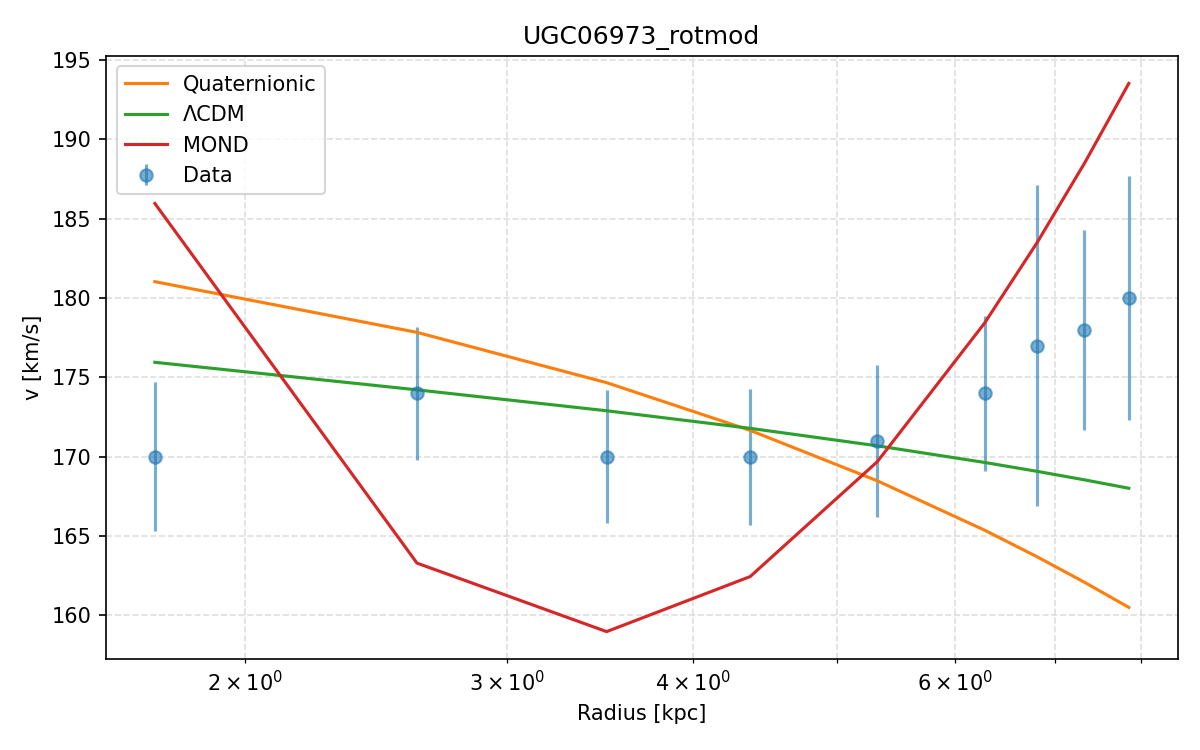 UGC06973_rotmod
Quaternionic
ΛCDM
MOND
Data
195
190
185
180
175
170
165
160
v [km/s]
2 × 10⁰
3 × 10⁰
4 × 10⁰
6 × 10⁰
Radius [kpc]